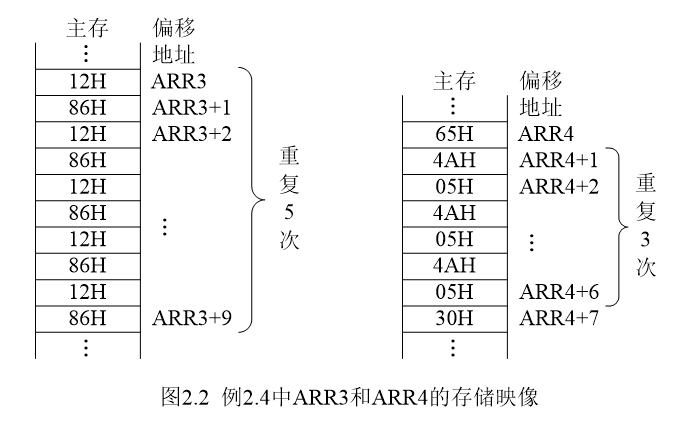 主存 偏移
⋮ 地址
12H ARR3
86H ARR3+1
12H ARR3+2
86H
12H
86H ⋮
12H
86H
12H
86H ARR3+9
⋮
重复5次
主存 偏移
⋮ 地址
65H ARR4
4AH ARR4+1
05H ARR4+2
4AH
05H ⋮
4AH
05H ARR4+6
30H ARR4+7
⋮
重复3次
图2.2 例2.4中ARR3和ARR4的存储映像